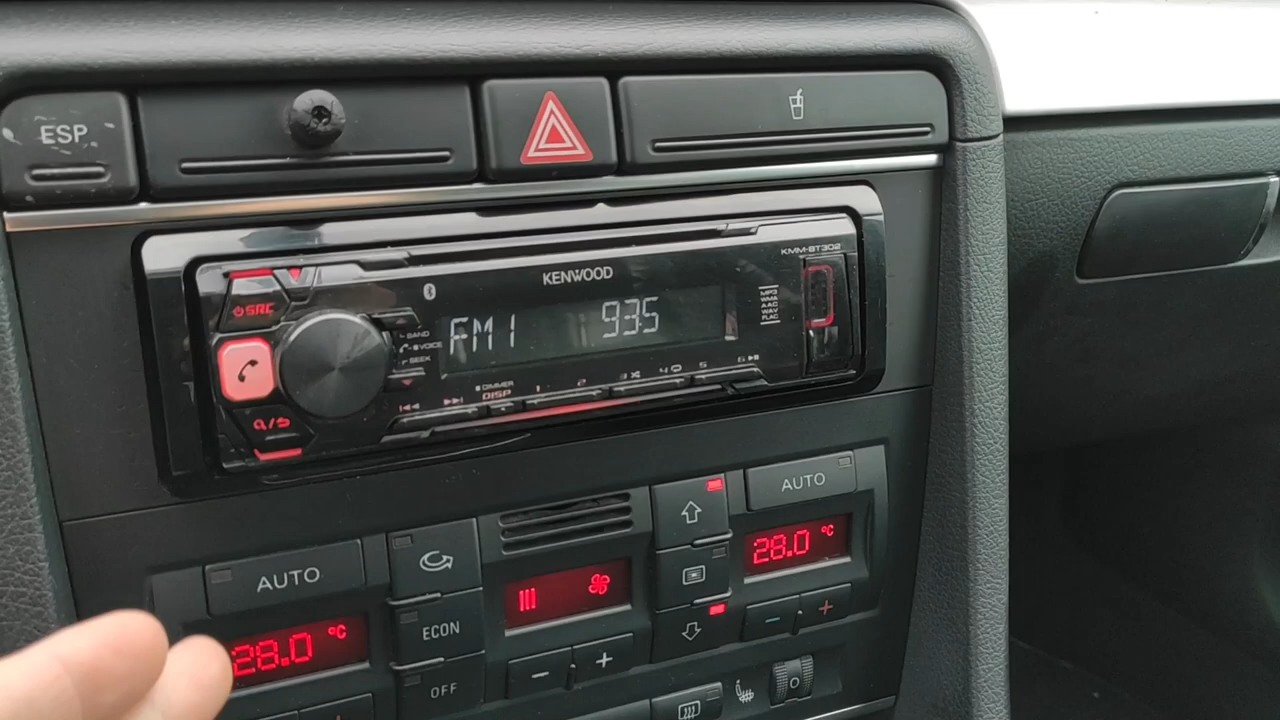 ESP
KENWOOD
KMM-BT302
SRC
FM1 93.5
BAND
VOICE
SEEK
MP3
WMA
AAC
WAV
FLAC
DIMMER
DISP
1 2 3 4 5 6
AUTO
AUTO
28.0 °C
28.0 °C
ECON
OFF